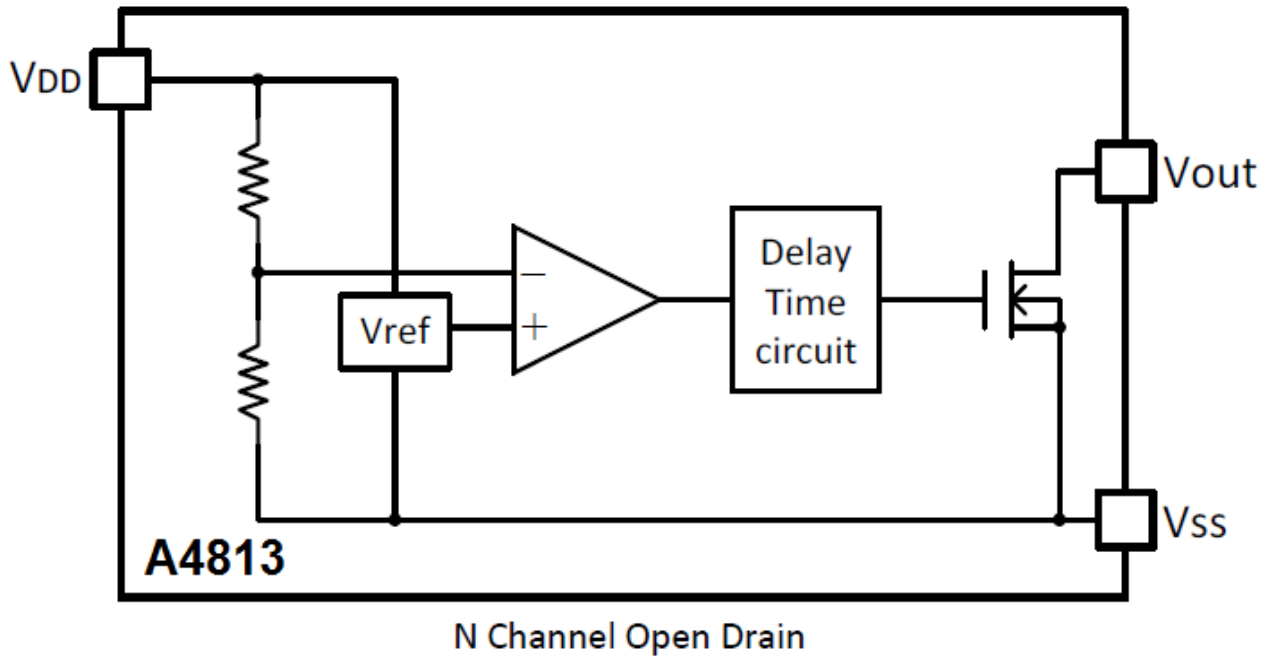 VDD
Vout
Delay
Time
circuit
−
Vref
+
Vss
A4813
N Channel Open Drain